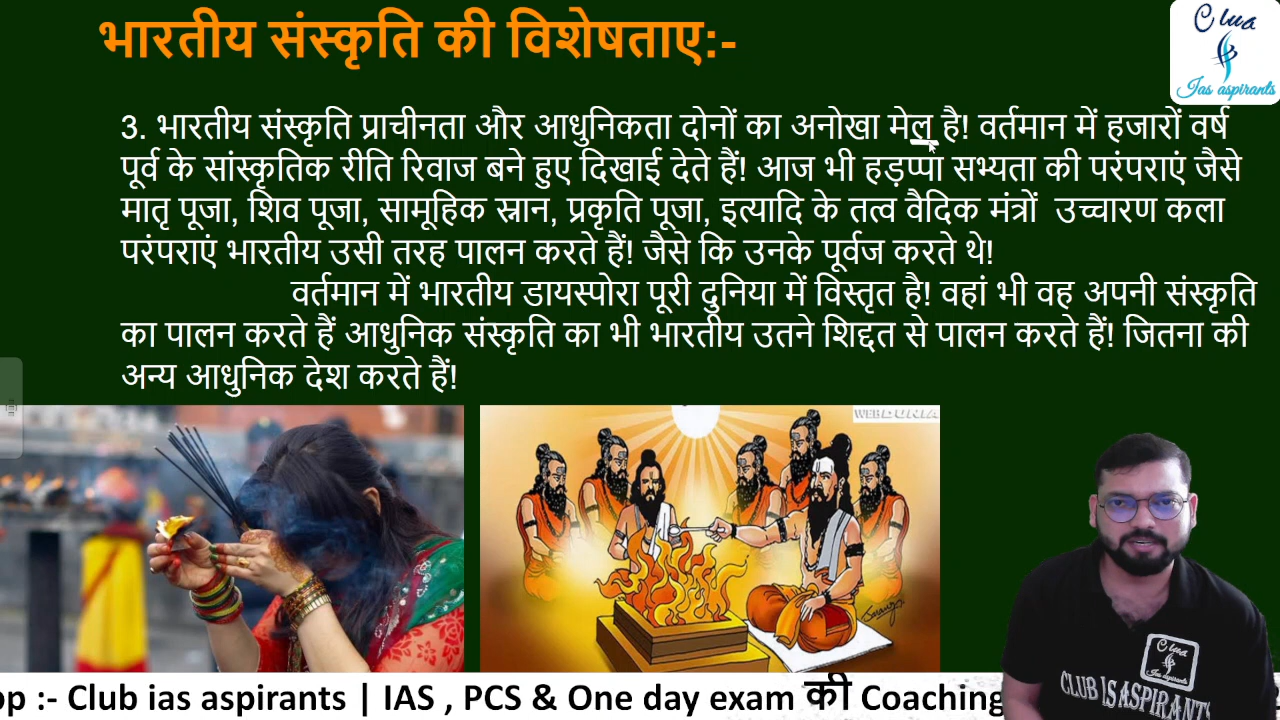 भारतीय संस्कृति की विशेषताए:-
Clua
Ias aspirants
3. भारतीय संस्कृति प्राचीनता और आधुनिकता दोनों का अनोखा मेल है! वर्तमान में हजारों वर्ष
पूर्व के सांस्कृतिक रीति रिवाज बने हुए दिखाई देते हैं! आज भी हड़प्पा सभ्यता की परंपराएं जैसे
मातृ पूजा, शिव पूजा, सामूहिक स्नान, प्रकृति पूजा, इत्यादि के तत्व वैदिक मंत्रों उच्चारण कला
परंपराएं भारतीय उसी तरह पालन करते हैं! जैसे कि उनके पूर्वज करते थे!
वर्तमान में भारतीय डायस्पोरा पूरी दुनिया में विस्तृत है! वहां भी वह अपनी संस्कृति
का पालन करते हैं आधुनिक संस्कृति का भी भारतीय उतने शिद्दत से पालन करते हैं! जितना की
अन्य आधुनिक देश करते हैं!
WEBDUNIA
Clua
Ias aspirants
CLUB IAS ASPIRANTS
pp :- Club ias aspirants | IAS , PCS & One day exam की Coaching